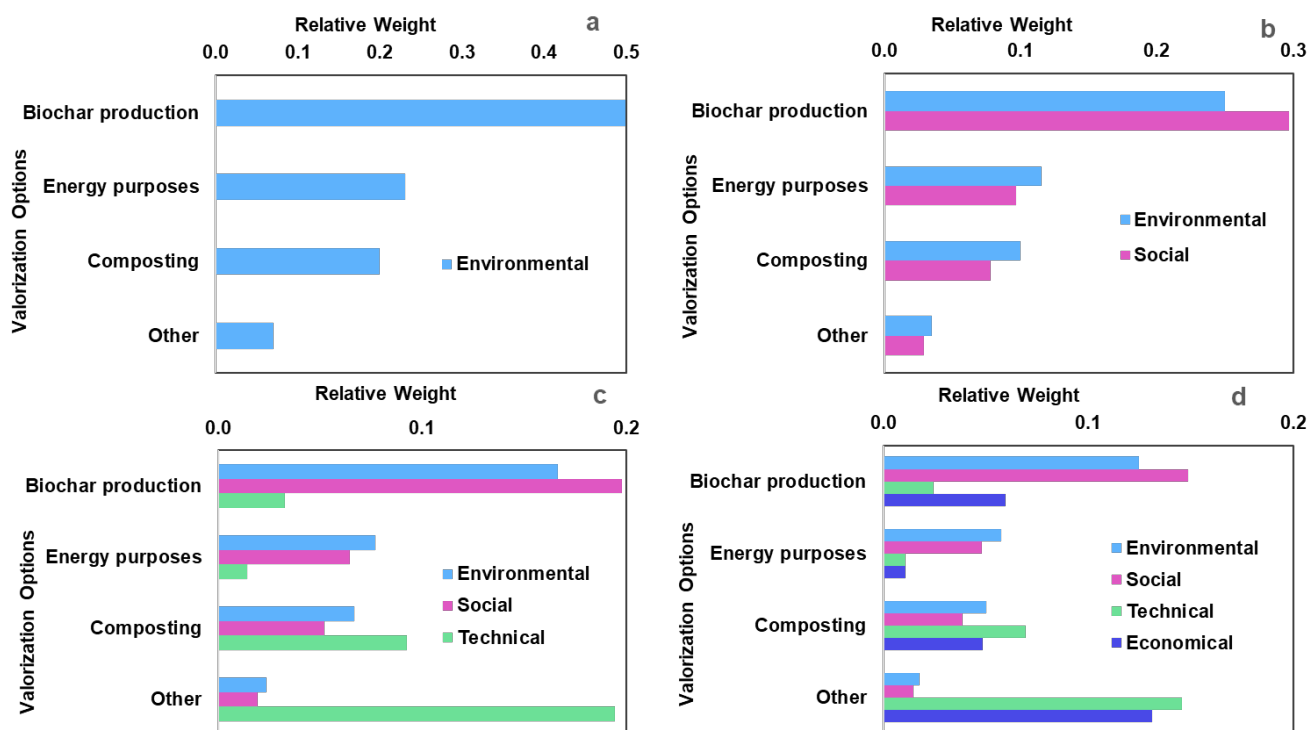 Relative Weight
a
0.0 0.1 0.2 0.3 0.4 0.5
Biochar production
Energy purposes
Composting
Other
Valorization Options
Environmental
Relative Weight
b
0.0 0.1 0.2 0.3
Biochar production
Energy purposes
Composting
Other
Valorization Options
Environmental
Social
Relative Weight
c
0.0 0.1 0.2
Biochar production
Energy purposes
Composting
Other
Valorization Options
Environmental
Social
Technical
Relative Weight
d
0.0 0.1 0.2
Biochar production
Energy purposes
Composting
Other
Valorization Options
Environmental
Social
Technical
Economical